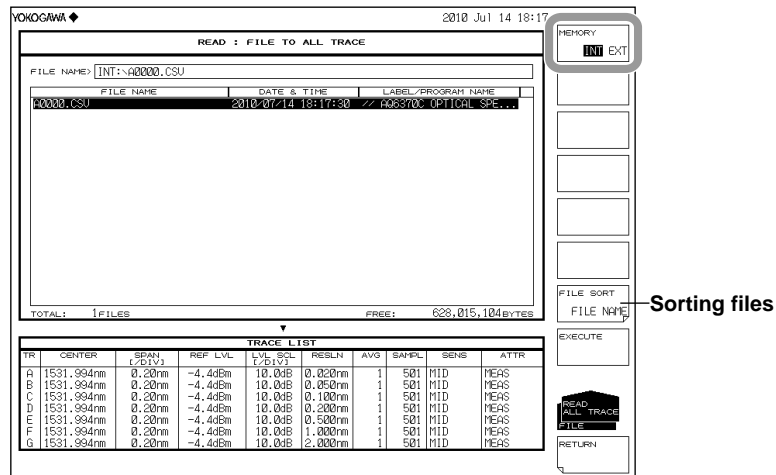 YOKOGAWA ◆ 2010 Jul 14 18:17
READ : FILE TO ALL TRACE
MEMORY
INT EXT
FILE NAME> INT:\A0000.CSV
FILE NAME DATE & TIME LABEL/PROGRAM NAME
A0000.CSV 2010/07/14 18:17:30 // AQ6370C OPTICAL SPE...
FILE SORT
FILE NAME
Sorting files
TOTAL: 1FILES FREE: 628,015,104BYTES
▼
EXECUTE
TRACE LIST
TR CENTER SPAN [/DIV] REF LVL LVL SCL [/DIV] RESLN AVG SAMPL SENS ATTR
A 1531.994nm 0.20nm -4.4dBm 10.0dB 0.020nm 1 501 MID MEAS
B 1531.994nm 0.20nm -4.4dBm 10.0dB 0.050nm 1 501 MID MEAS
C 1531.994nm 0.20nm -4.4dBm 10.0dB 0.100nm 1 501 MID MEAS
D 1531.994nm 0.20nm -4.4dBm 10.0dB 0.200nm 1 501 MID MEAS
E 1531.994nm 0.20nm -4.4dBm 10.0dB 0.500nm 1 501 MID MEAS
F 1531.994nm 0.20nm -4.4dBm 10.0dB 1.000nm 1 501 MID MEAS
G 1531.994nm 0.20nm -4.4dBm 10.0dB 2.000nm 1 501 MID MEAS
READ
ALL TRACE
FILE
RETURN